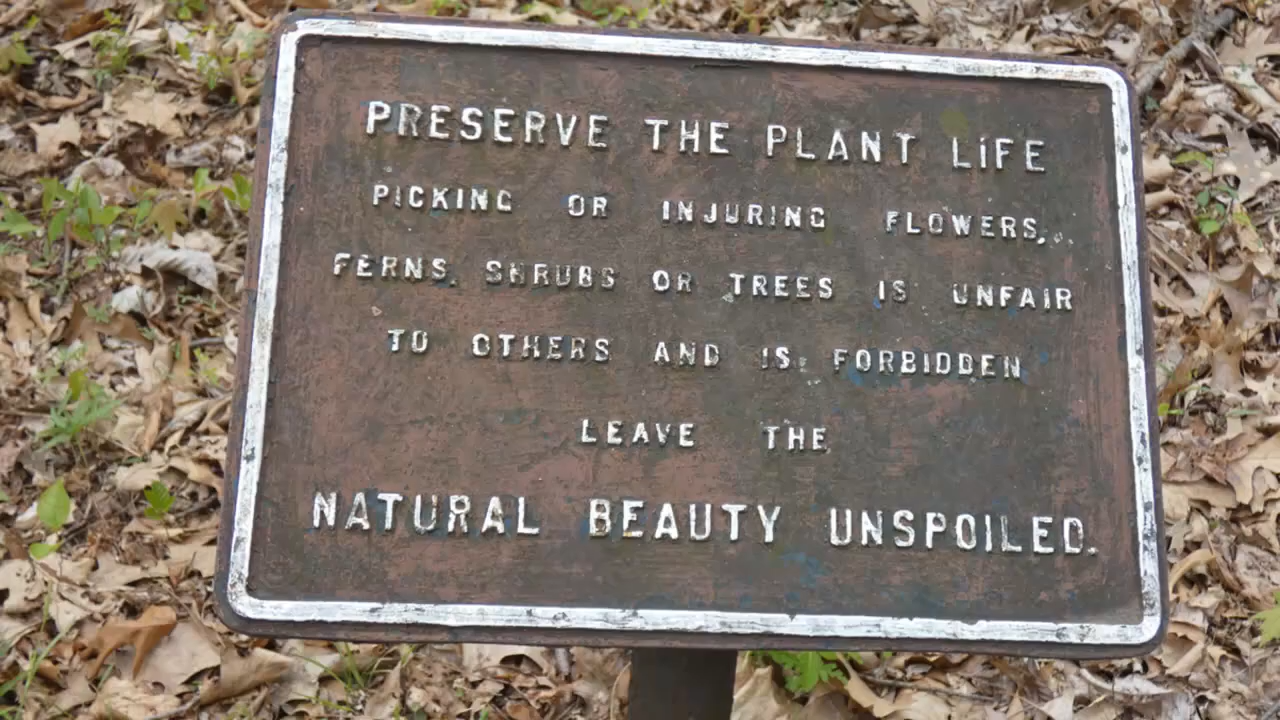 PRESERVE THE PLANT LIFE
PICKING OR INJURING FLOWERS,
FERNS, SHRUBS OR TREES IS UNFAIR
TO OTHERS AND IS FORBIDDEN
LEAVE THE
NATURAL BEAUTY UNSPOILED.